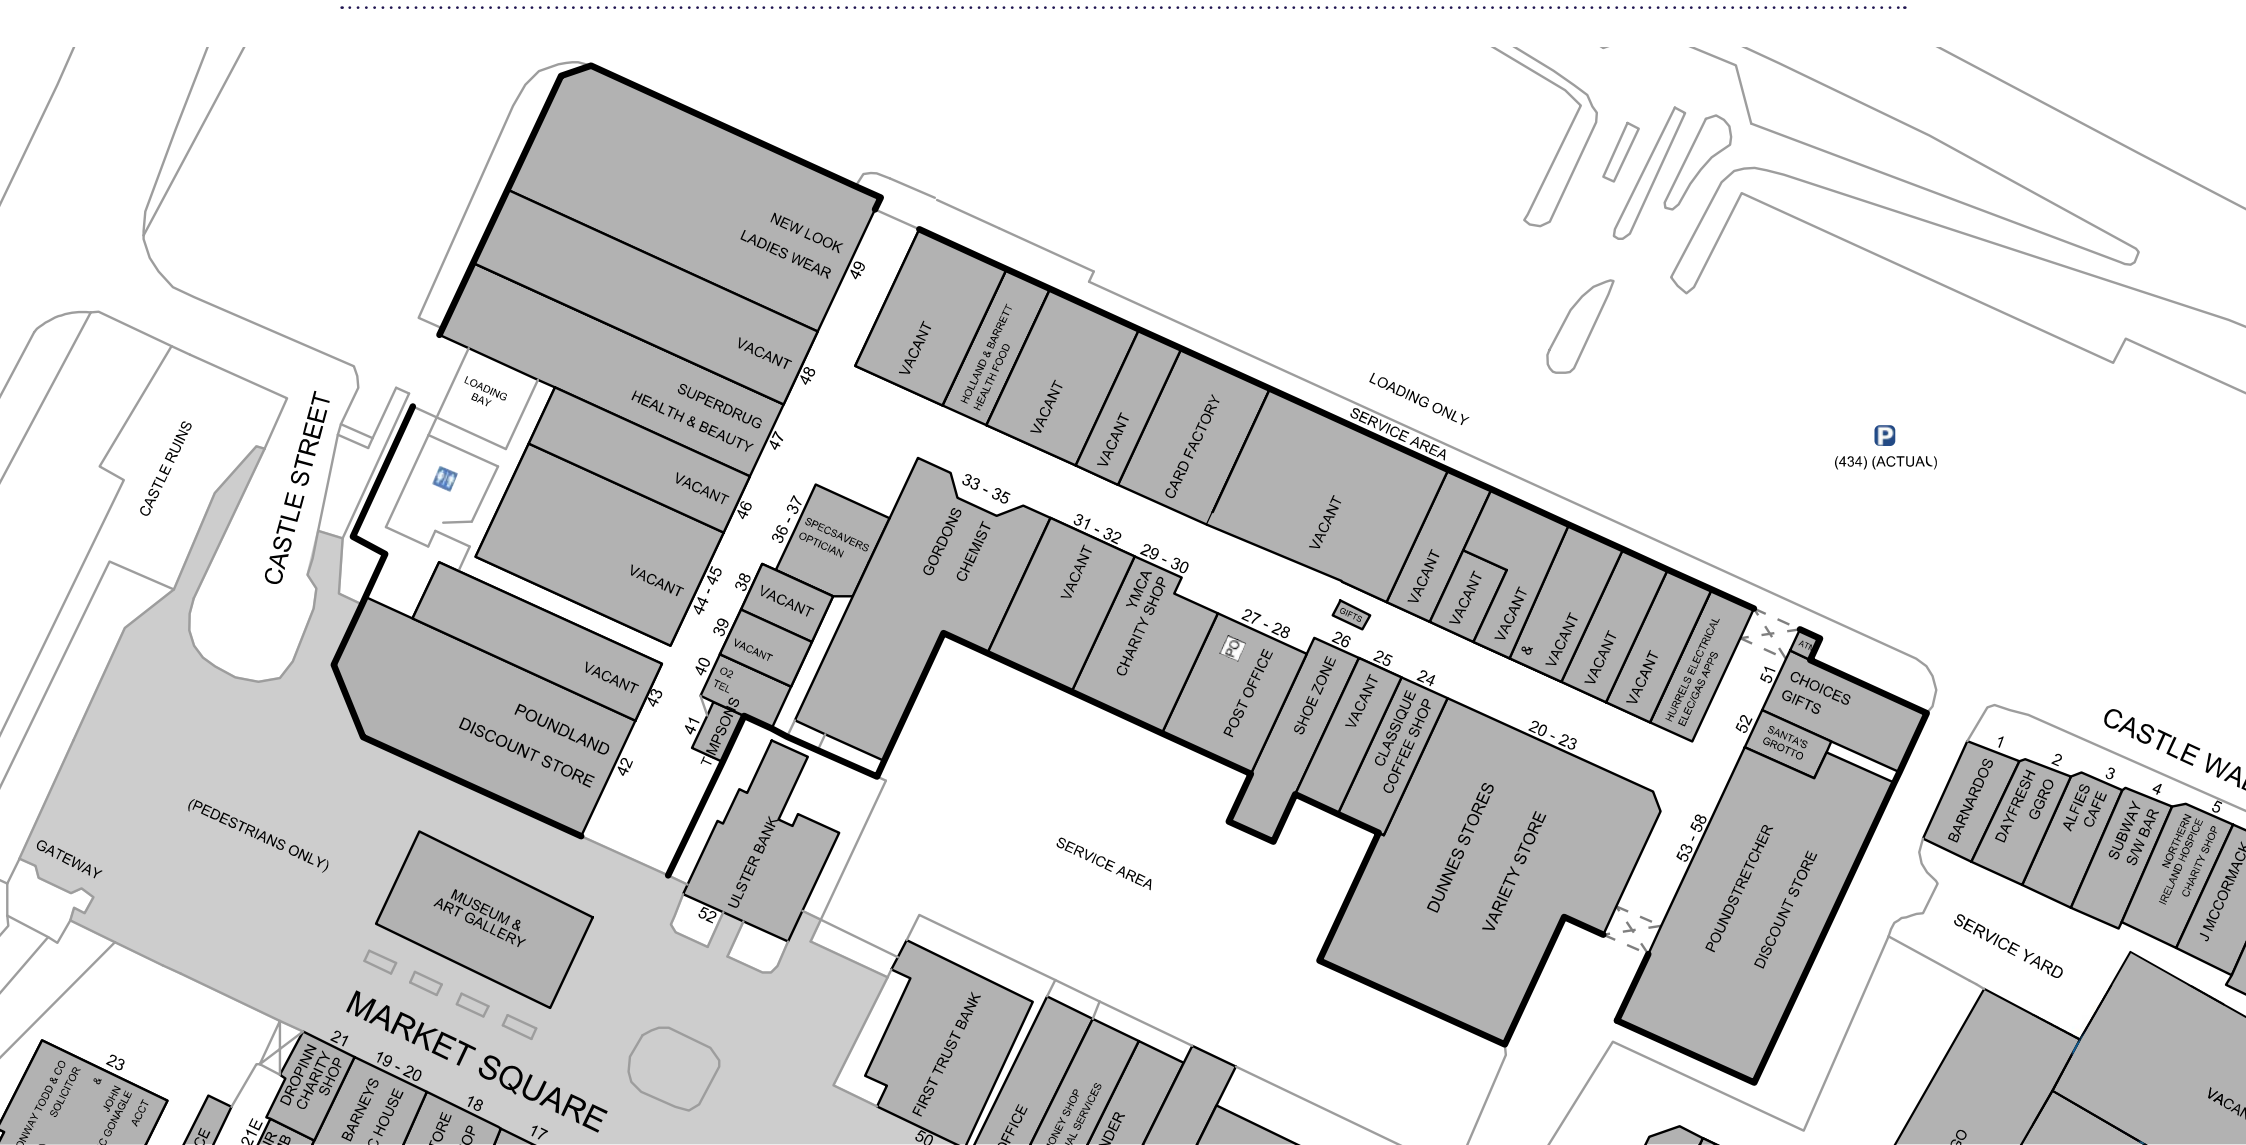 NEW LOOK
LADIES WEAR
49
VACANT
48
SUPERDRUG
HEALTH & BEAUTY
47
VACANT
46
VACANT
44 - 45
VACANT
43
POUNDLAND
DISCOUNT STORE
42
LOADING
BAY
CASTLE RUINS
CASTLE STREET
VACANT
HOLLAND & BARRETT
HEALTH FOOD
VACANT
VACANT
CARD FACTORY
VACANT
VACANT
VACANT
VACANT
&
VACANT
VACANT
VACANT
HURRELS ELECTRICAL
ELEC/GAS APPS
LOADING ONLY
SERVICE AREA
P
(434) (ACTUAL)
36 - 37
SPECSAVERS
OPTICIAN
38
VACANT
39
VACANT
40
O2
TEL
41
TIMPSONS
33 - 35
GORDONS
CHEMIST
31 - 32
VACANT
29 - 30
YMCA
CHARITY SHOP
27 - 28
PO
POST OFFICE
GIFTS
26
SHOE ZONE
25
VACANT
24
CLASSIQUE
COFFEE SHOP
20 - 23
DUNNES STORES
VARIETY STORE
51
ATM
CHOICES
GIFTS
52
SANTA'S
GROTTO
53 - 58
POUNDSTRETCHER
DISCOUNT STORE
CASTLE
1
BARNARDOS
2
DAYFRESH
GGRO
3
ALFIES
CAFE
4
SUBWAY
S/W BAR
5
NORTHERN
IRELAND HOSPICE
CHARITY SHOP
J MCCORMACK
SERVICE YARD
SERVICE AREA
ULSTER BANK
52
(PEDESTRIANS ONLY)
GATEWAY
MUSEUM &
ART GALLERY
MARKET SQUARE
FIRST TRUST BANK
50
23
TODD & CO
SOLICITOR
&
JOHN
GONAGLE
ACCT
21
DROPINN
CHARITY
SHOP
19 - 20
BARNEYS
HOUSE
18
17
21E